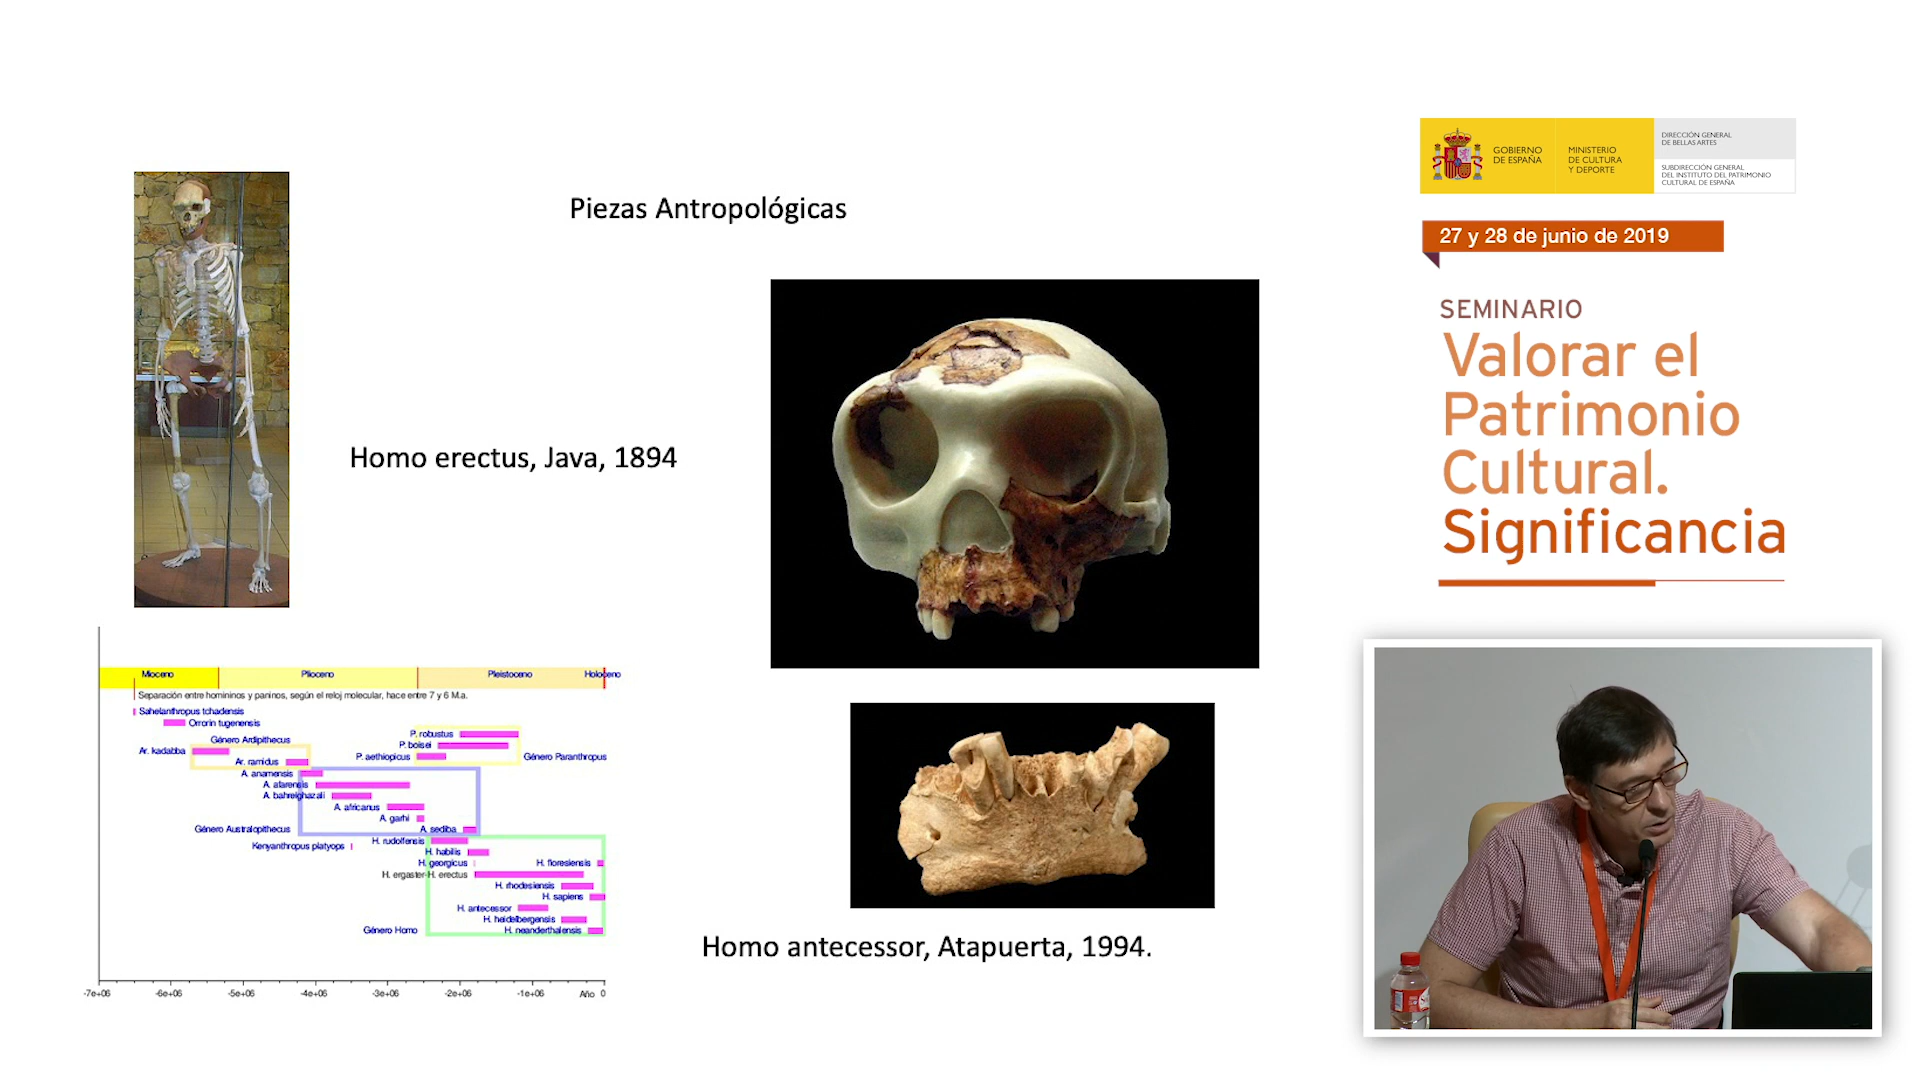 Piezas Antropológicas
Homo erectus, Java, 1894
Homo antecessor, Atapuerta, 1994.
Mioceno
Plioceno
Pleistoceno
Holoceno
Separación entre homininos y paninos, según el reloj molecular, hace entre 7 y 6 M.a.
Sahelanthropus tchadensis
Orrorin tugenensis
Género Ardipithecus
Ar. kadabba
Ar. ramidus
P. robustus
P. boisei
P. aethiopicus
Género Paranthropus
A. anamensis
A. afarensis
A. bahrelghazali
A. africanus
A. garhi
A. sediba
Género Australopithecus
Kenyanthropus platyops
H. rudolfensis
H. habilis
H. georgicus
H. floresiensis
H. ergaster-H. erectus
H. rhodesiensis
H. sapiens
H. antecessor
H. heidelbergensis
Género Homo
H. neanderthalensis
-7e+06 -6e+06 -5e+06 -4e+06 -3e+06 -2e+06 -1e+06 Año 0
GOBIERNO
DE ESPAÑA
MINISTERIO
DE CULTURA
Y DEPORTE
DIRECCIÓN GENERAL
DE BELLAS ARTES
SUBDIRECCIÓN GENERAL
DEL INSTITUTO DEL PATRIMONIO
CULTURAL DE ESPAÑA
27 y 28 de junio de 2019
SEMINARIO
Valorar el
Patrimonio
Cultural.
Significancia